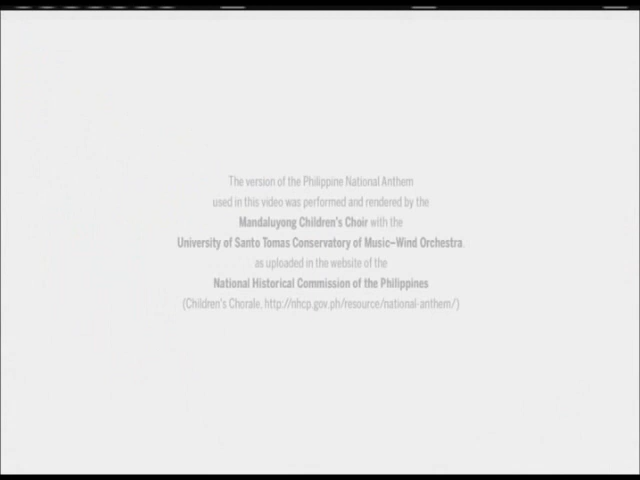 The version of the Philippine National Anthem
used in this video was performed and rendered by the
Mandaluyong Children's Choir with the
University of Santo Tomas Conservatory of Music–Wind Orchestra.
as uploaded in the website of the
National Historical Commission of the Philippines
(Children's Chorale, http://nhcp.gov.ph/resource/national-anthem/)